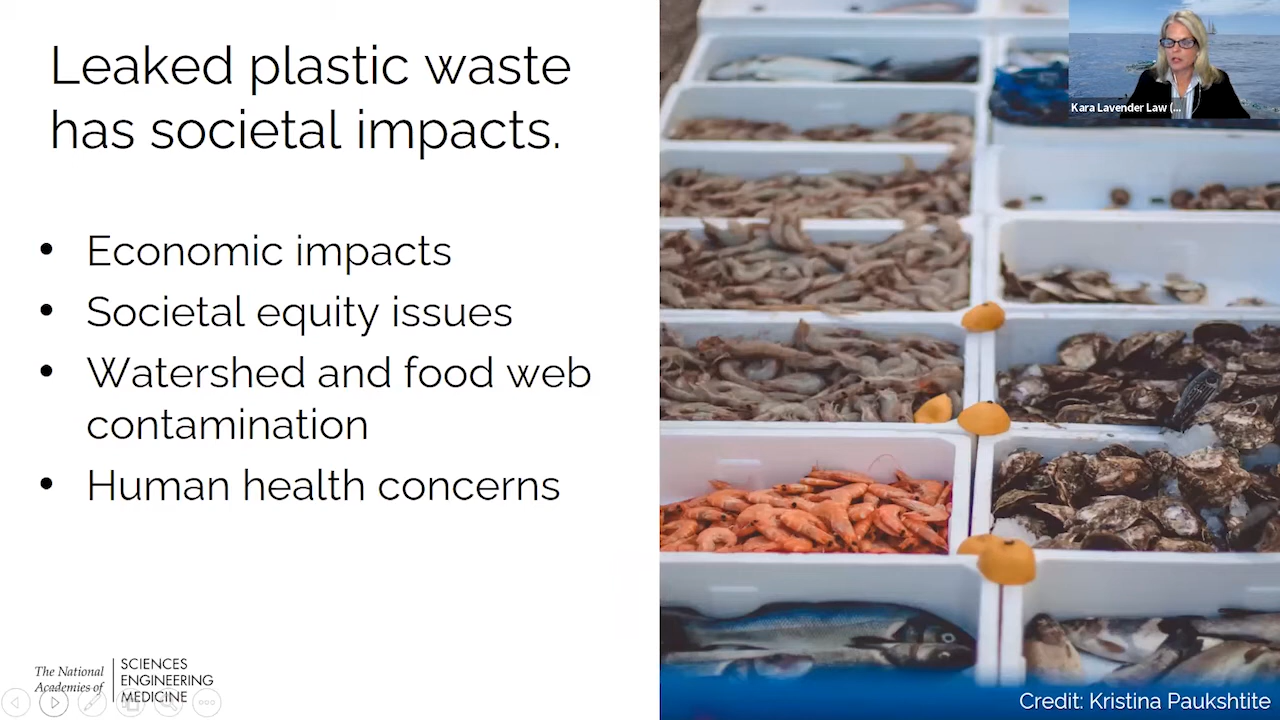 Leaked plastic waste
has societal impacts.
• Economic impacts
• Societal equity issues
• Watershed and food web
contamination
• Human health concerns
Kara Lavender Law (...
The National
Academies of
SCIENCES
ENGINEERING
MEDICINE
Credit: Kristina Paukshtite